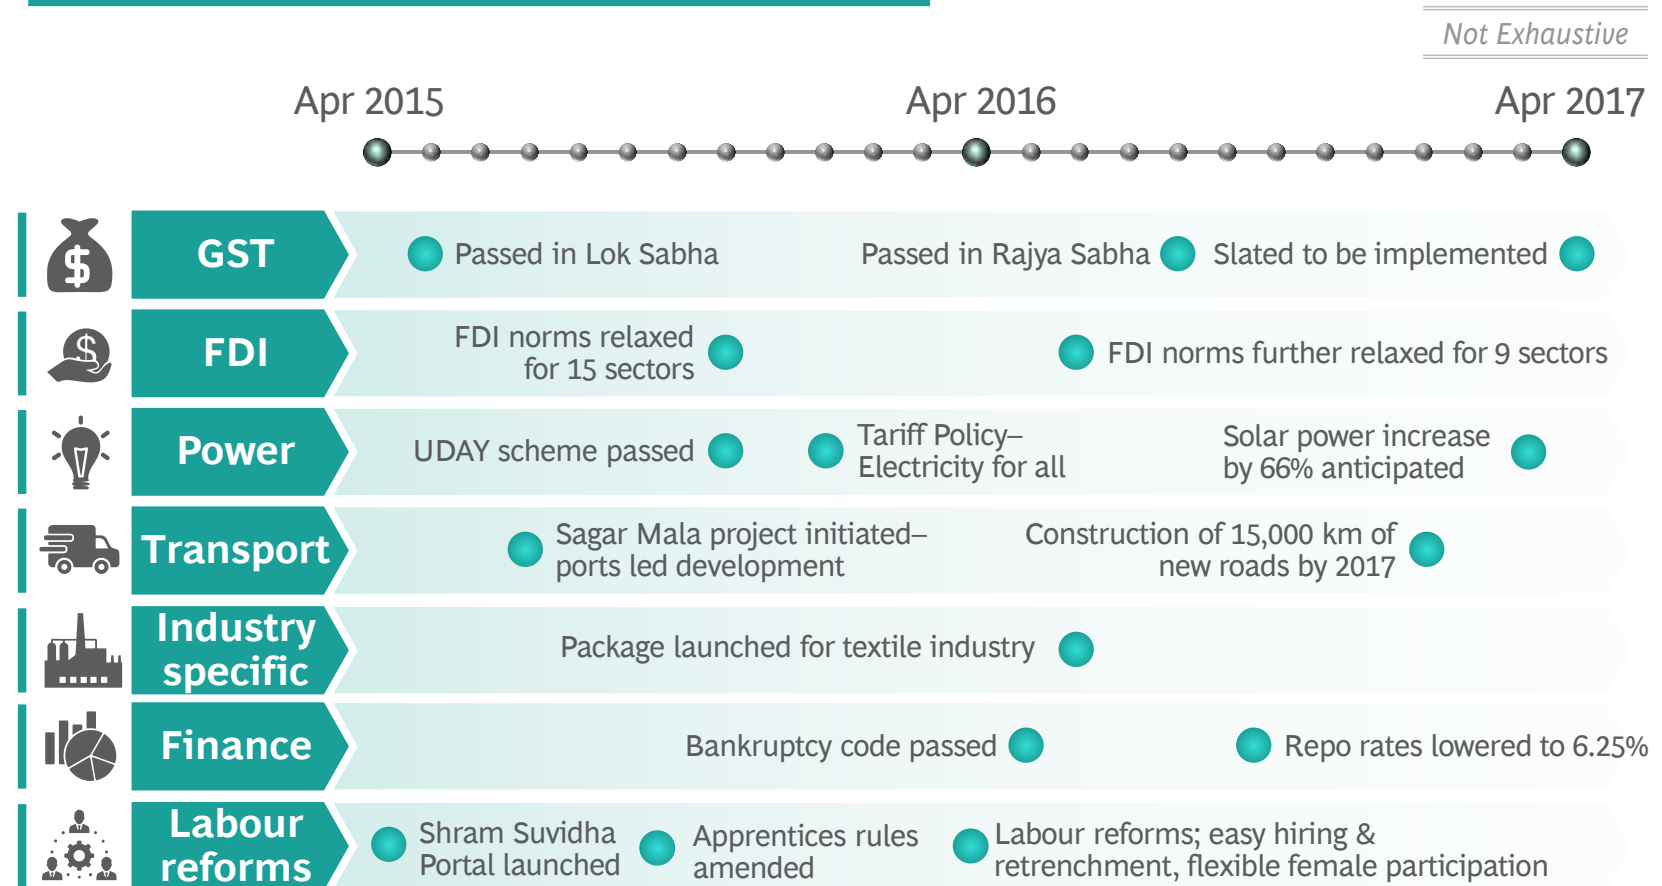 Not Exhaustive
Apr 2015
Apr 2016
Apr 2017
GST
Passed in Lok Sabha
Passed in Rajya Sabha
Slated to be implemented
FDI
FDI norms relaxed
for 15 sectors
FDI norms further relaxed for 9 sectors
Power
UDAY scheme passed
Tariff Policy–
Electricity for all
Solar power increase
by 66% anticipated
Transport
Sagar Mala project initiated–
ports led development
Construction of 15,000 km of
new roads by 2017
Industry
specific
Package launched for textile industry
Finance
Bankruptcy code passed
Repo rates lowered to 6.25%
Labour
reforms
Shram Suvidha
Portal launched
Apprentices rules
amended
Labour reforms; easy hiring &
retrenchment, flexible female participation